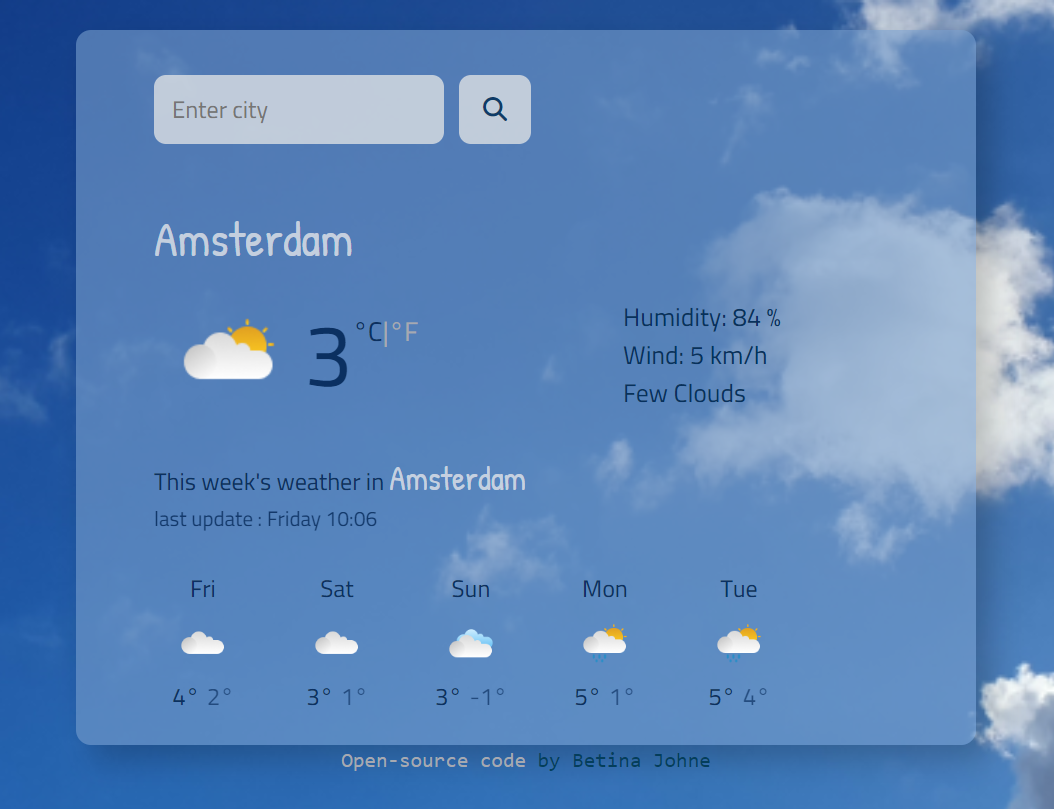 Enter city
Amsterdam
3 °C|°F
Humidity: 84 %
Wind: 5 km/h
Few Clouds
This week's weather in Amsterdam
last update : Friday 10:06
Fri Sat Sun Mon Tue
4° 2° 3° 1° 3° -1° 5° 1° 5° 4°
Open-source code by Betina Johne